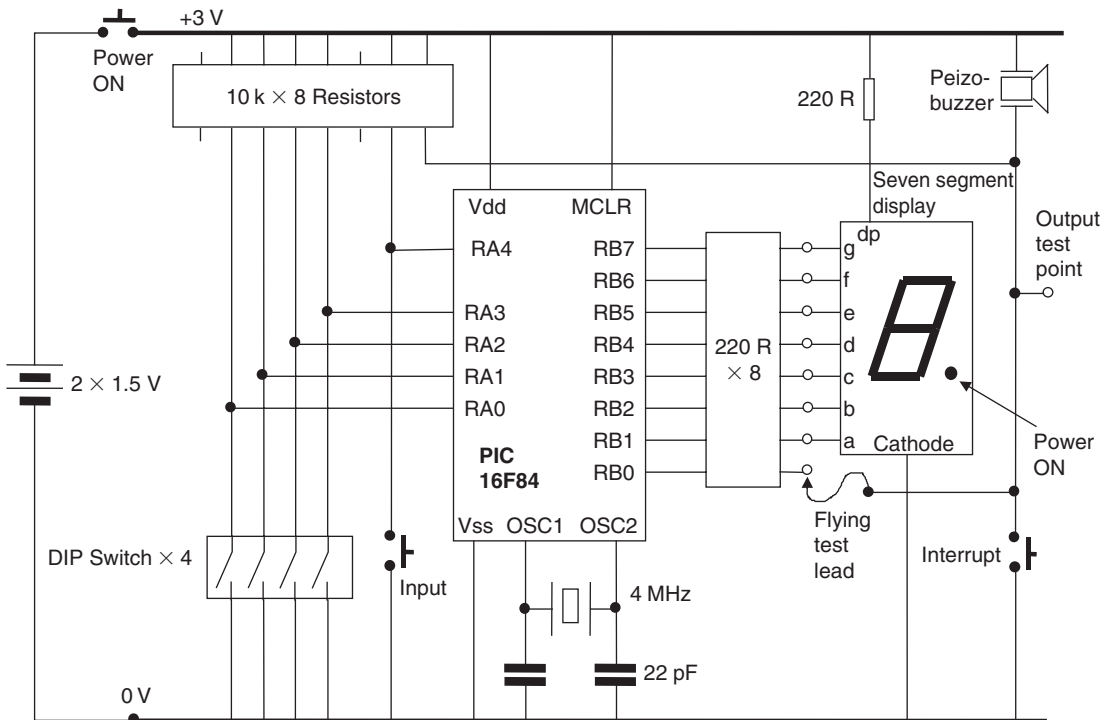 +3 V
Power
ON
10 k × 8 Resistors
220 R
Peizo-
buzzer
Seven segment
display
Vdd
MCLR
dp
Output
test
point
RA4
RB7
g
RB6
f
RA3
RB5
e
RA2
RB4
220 R
× 8
d
RA1
RB3
c
RA0
RB2
b
2 × 1.5 V
RB1
a
Cathode
Power
ON
PIC
16F84
RB0
Vss
OSC1
OSC2
Flying
test
lead
Interrupt
DIP Switch × 4
Input
4 MHz
22 pF
0 V